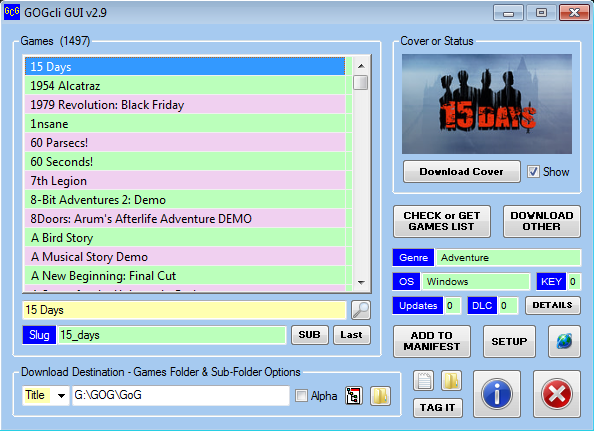 GcG GOGcli GUI v2.9
Games (1497)
15 Days
1954 Alcatraz
1979 Revolution: Black Friday
1nsane
60 Parsecs!
60 Seconds!
7th Legion
8-Bit Adventures 2: Demo
8Doors: Arum's Afterlife Adventure DEMO
A Bird Story
A Musical Story Demo
A New Beginning: Final Cut
15 Days
Slug 15_days SUB Last
Download Destination - Games Folder & Sub-Folder Options
Title G:\GOG\GoG Alpha
Cover or Status
15 DAYS
Download Cover Show
CHECK or GET
GAMES LIST
DOWNLOAD
OTHER
Genre Adventure
OS Windows KEY 0
Updates 0 DLC 0 DETAILS
ADD TO
MANIFEST
SETUP
TAG IT